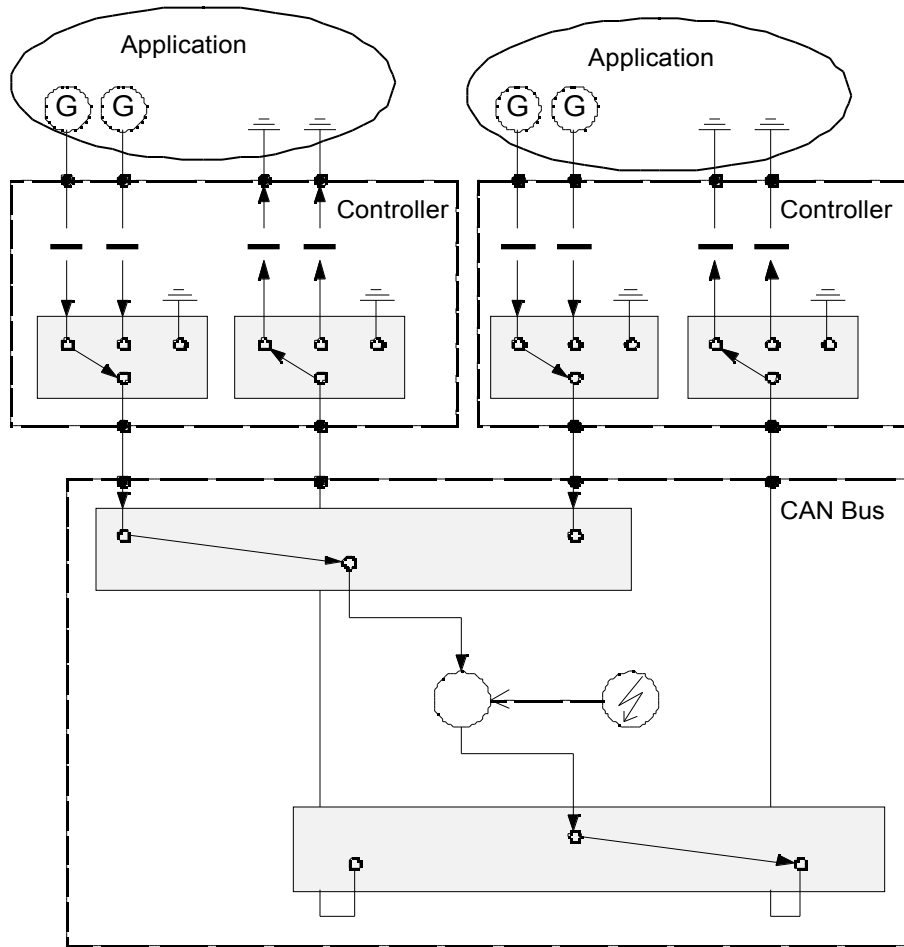 Application
Application
G G
G G
Controller
Controller
CAN Bus